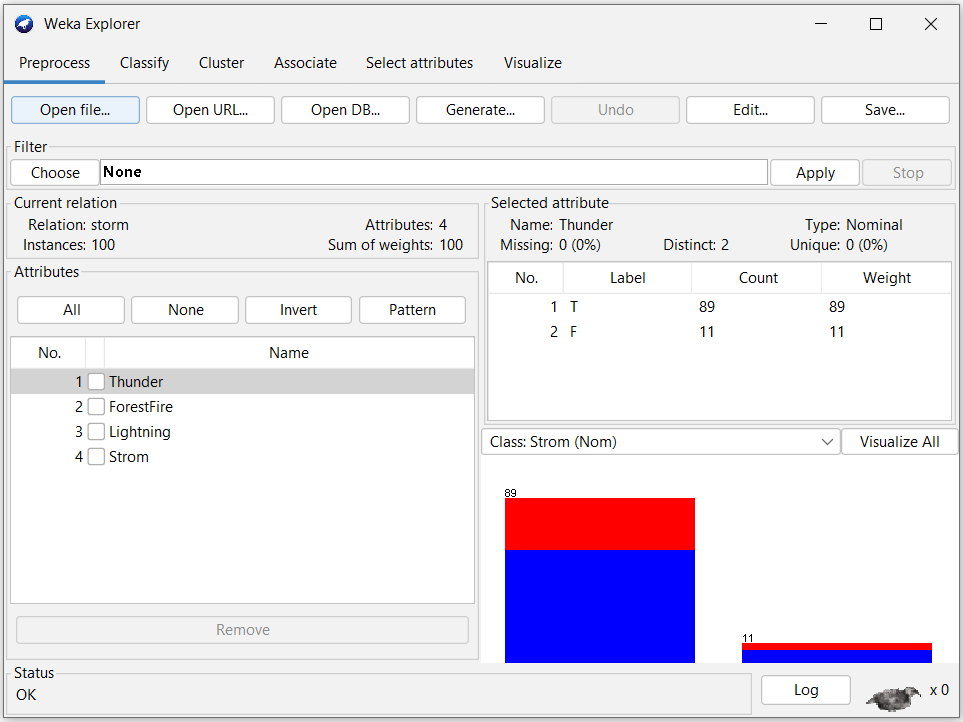 Weka Explorer
Preprocess Classify Cluster Associate Select attributes Visualize
Open file... Open URL... Open DB... Generate... Undo Edit... Save...
Filter
Choose None Apply Stop
Current relation
Relation: storm Attributes: 4
Instances: 100 Sum of weights: 100
Attributes
All None Invert Pattern
No. Name
1 Thunder
2 ForestFire
3 Lightning
4 Strom
Remove
Selected attribute
Name: Thunder Type: Nominal
Missing: 0 (0%) Distinct: 2 Unique: 0 (0%)
No. Label Count Weight
1 T 89 89
2 F 11 11
Class: Strom (Nom) Visualize All
89
11
Status
OK
Log x 0